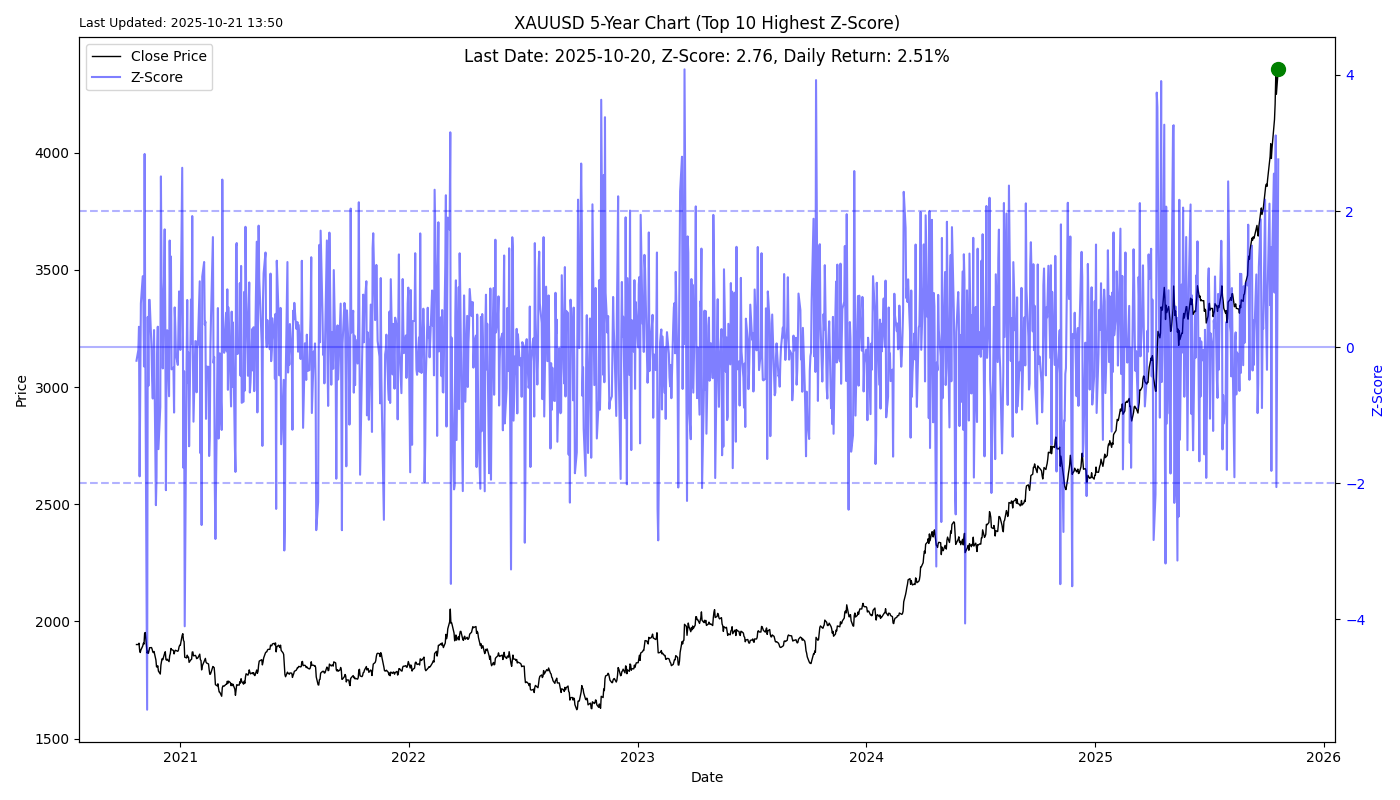 Last Updated: 2025-10-21 13:50
XAUUSD 5-Year Chart (Top 10 Highest Z-Score)
Last Date: 2025-10-20, Z-Score: 2.76, Daily Return: 2.51%
Close Price
Z-Score
4000
3500
3000
2500
2000
1500
Price
4
2
0
−2
−4
Z-Score
2021
2022
2023
2024
2025
2026
Date